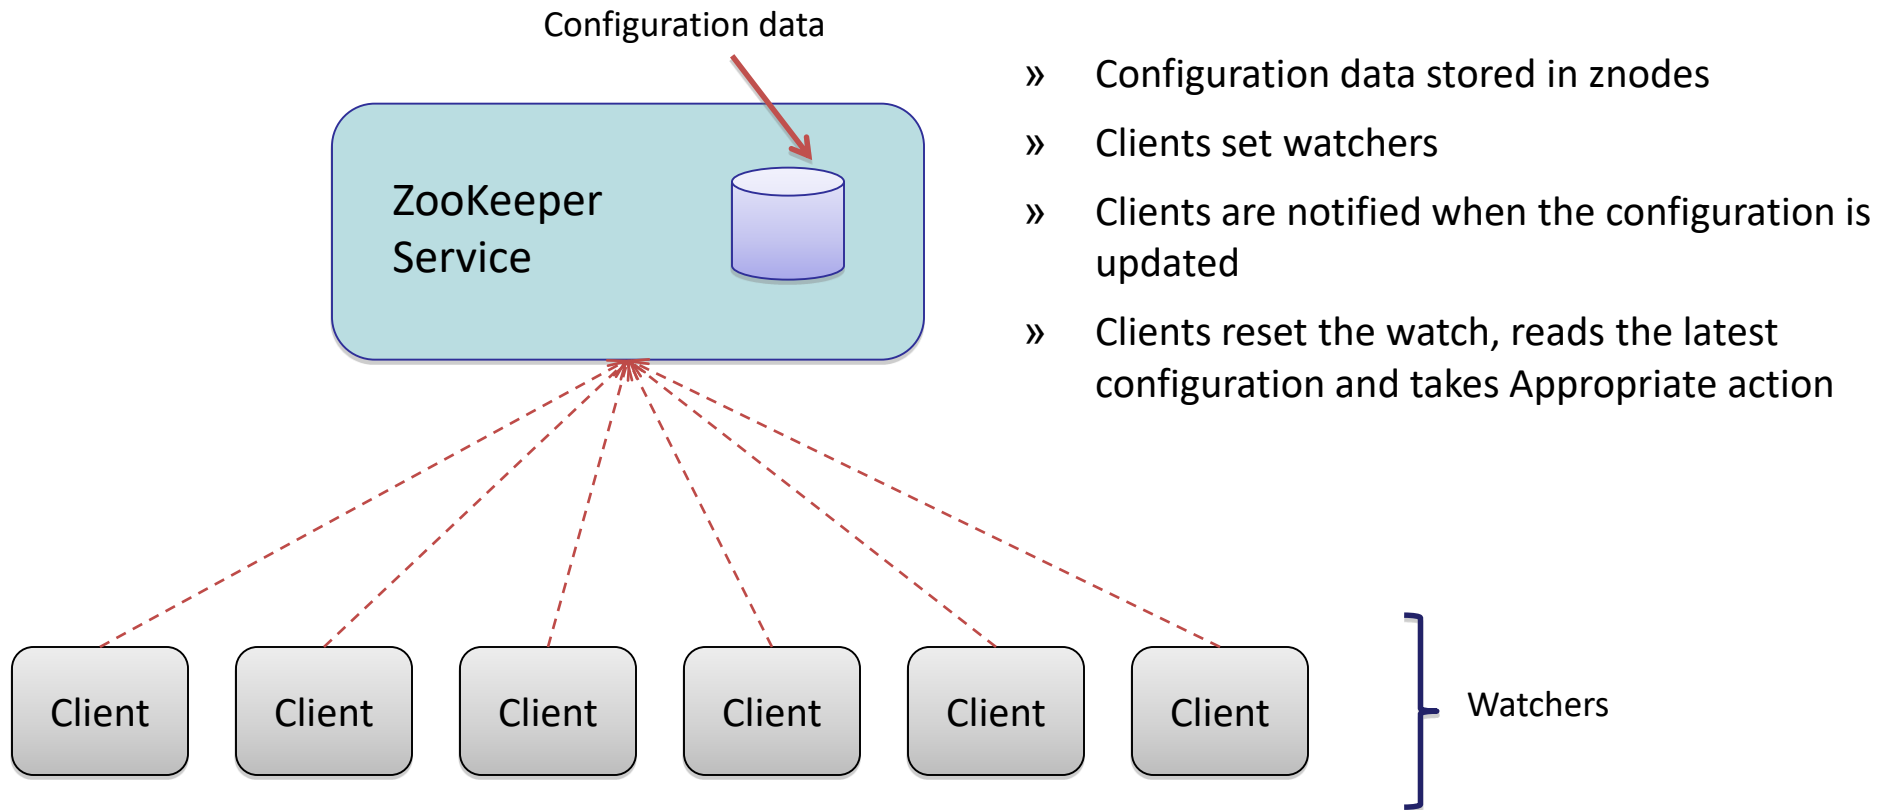 Configuration data
ZooKeeper
Service
» Configuration data stored in znodes
» Clients set watchers
» Clients are notified when the configuration is
updated
» Clients reset the watch, reads the latest
configuration and takes Appropriate action
Client
Client
Client
Client
Client
Client
Watchers